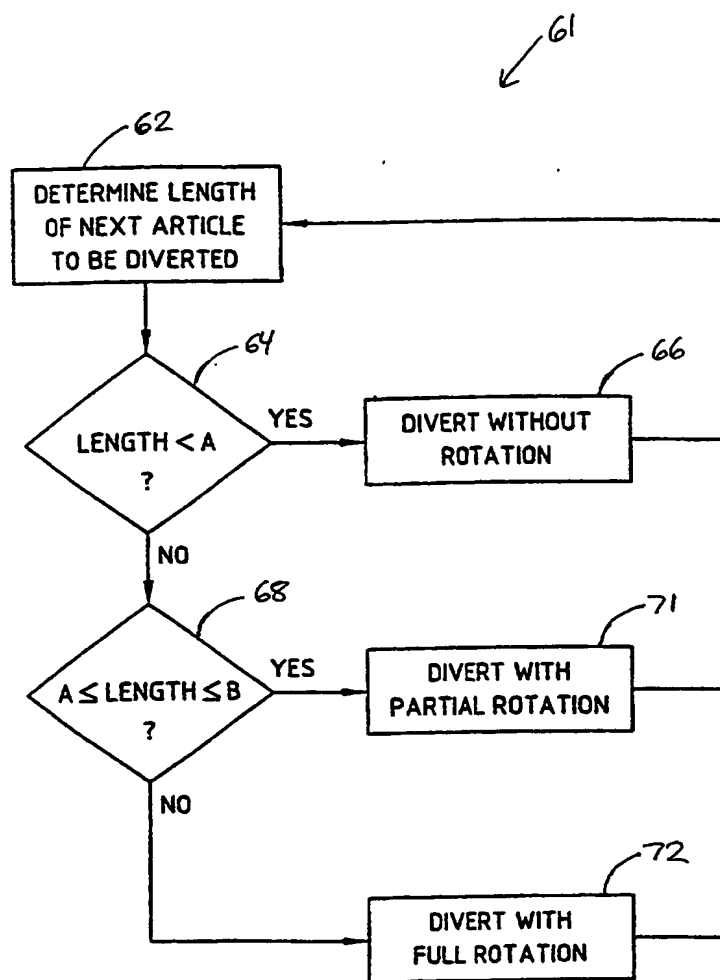 61
62
DETERMINE LENGTH
OF NEXT ARTICLE
TO BE DIVERTED
64
LENGTH < A
?
YES
66
DIVERT WITHOUT
ROTATION
NO
68
A ≤ LENGTH ≤ B
?
YES
71
DIVERT WITH
PARTIAL ROTATION
NO
72
DIVERT WITH
FULL ROTATION